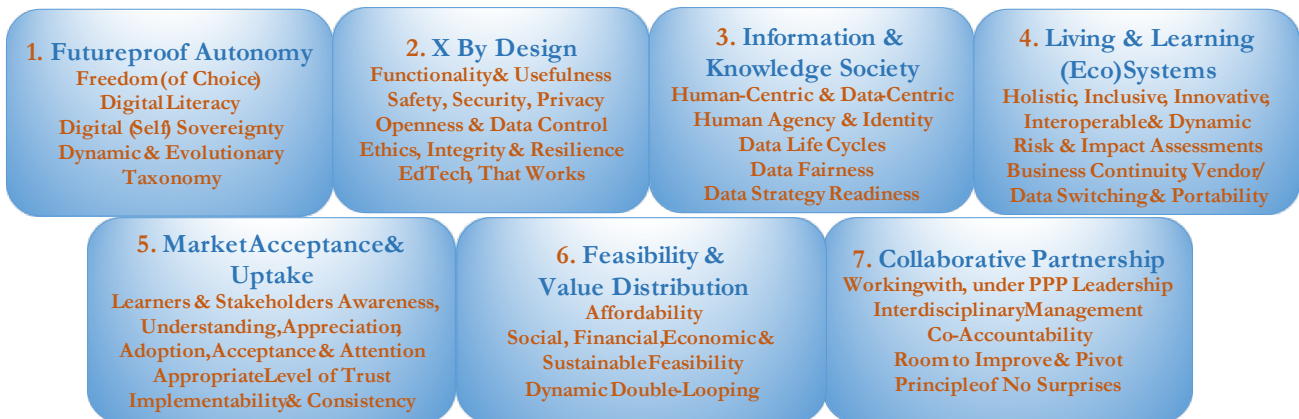 1. Futureproof Autonomy
Freedom (of Choice)
Digital Literacy
Digital (Self) Sovereignty
Dynamic & Evolutionary
Taxonomy
2. X By Design
Functionality & Usefulness
Safety, Security, Privacy
Openness & Data Control
Ethics, Integrity & Resilience
EdTech, That Works
3. Information &
Knowledge Society
Human-Centric & Data-Centric
Human Agency & Identity
Data Life Cycles
Data Fairness
Data Strategy Readiness
4. Living & Learning
(Eco)Systems
Holistic, Inclusive, Innovative,
Interoperable & Dynamic
Risk & Impact Assessments
Business Continuity, Vendor/
Data Switching & Portability
5. Market Acceptance &
Uptake
Learners & Stakeholders Awareness,
Understanding, Appreciation,
Adoption, Acceptance & Attention
Appropriate Level of Trust
Implementability & Consistency
6. Feasibility &
Value Distribution
Affordability
Social, Financial, Economic &
Sustainable Feasibility
Dynamic Double-Looping
7. Collaborative Partnership
Working with, under PPP Leadership
Interdisciplinary Management
Co-Accountability
Room to Improve & Pivot
Principle of No Surprises